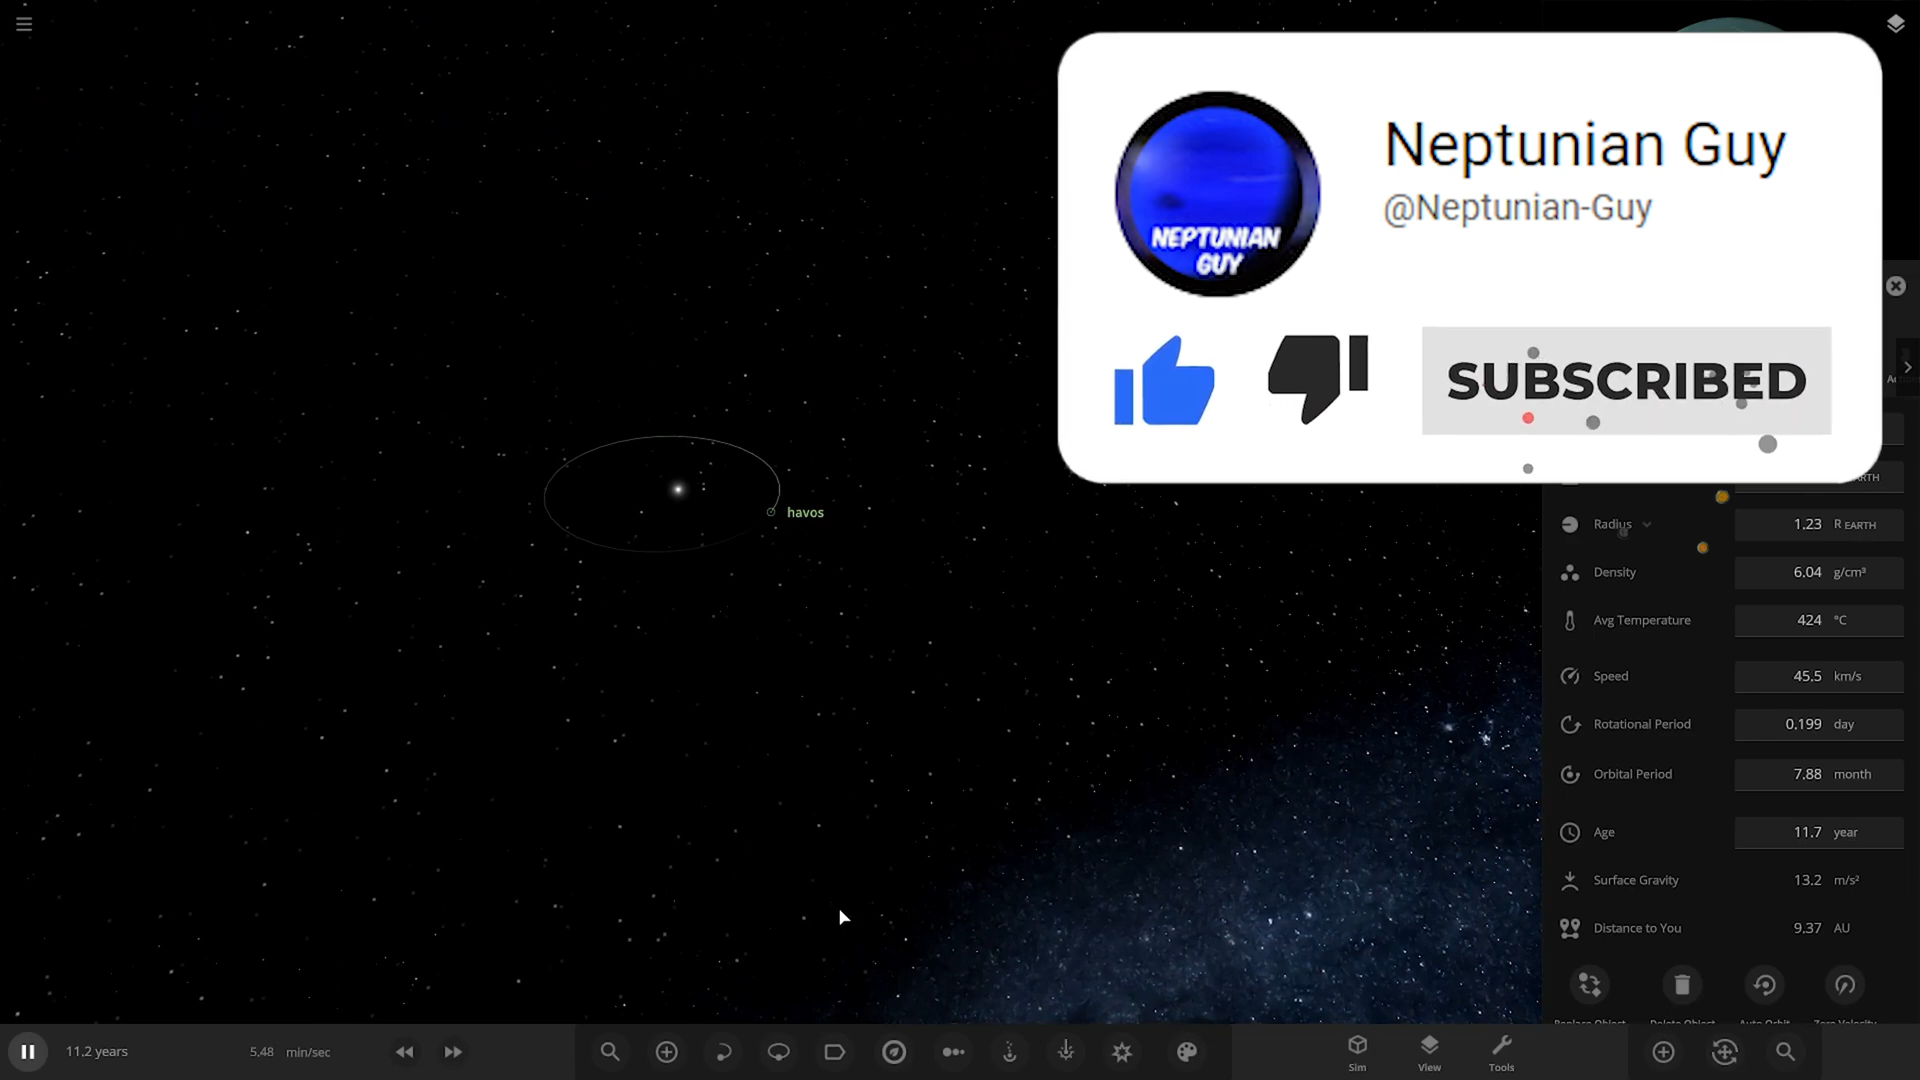 Neptunian Guy
@Neptunian-Guy
NEPTUNIAN
GUY
SUBSCRIBED
havos
Radius 1.23 R EARTH
Density 6.04 g/cm³
Avg Temperature 424 °C
Speed 45.5 km/s
Rotational Period 0.199 day
Orbital Period 7.88 month
Age 11.7 year
Surface Gravity 13.2 m/s²
Distance to You 9.37 AU
11.2 years 5,48 min/sec
Sim View Tools